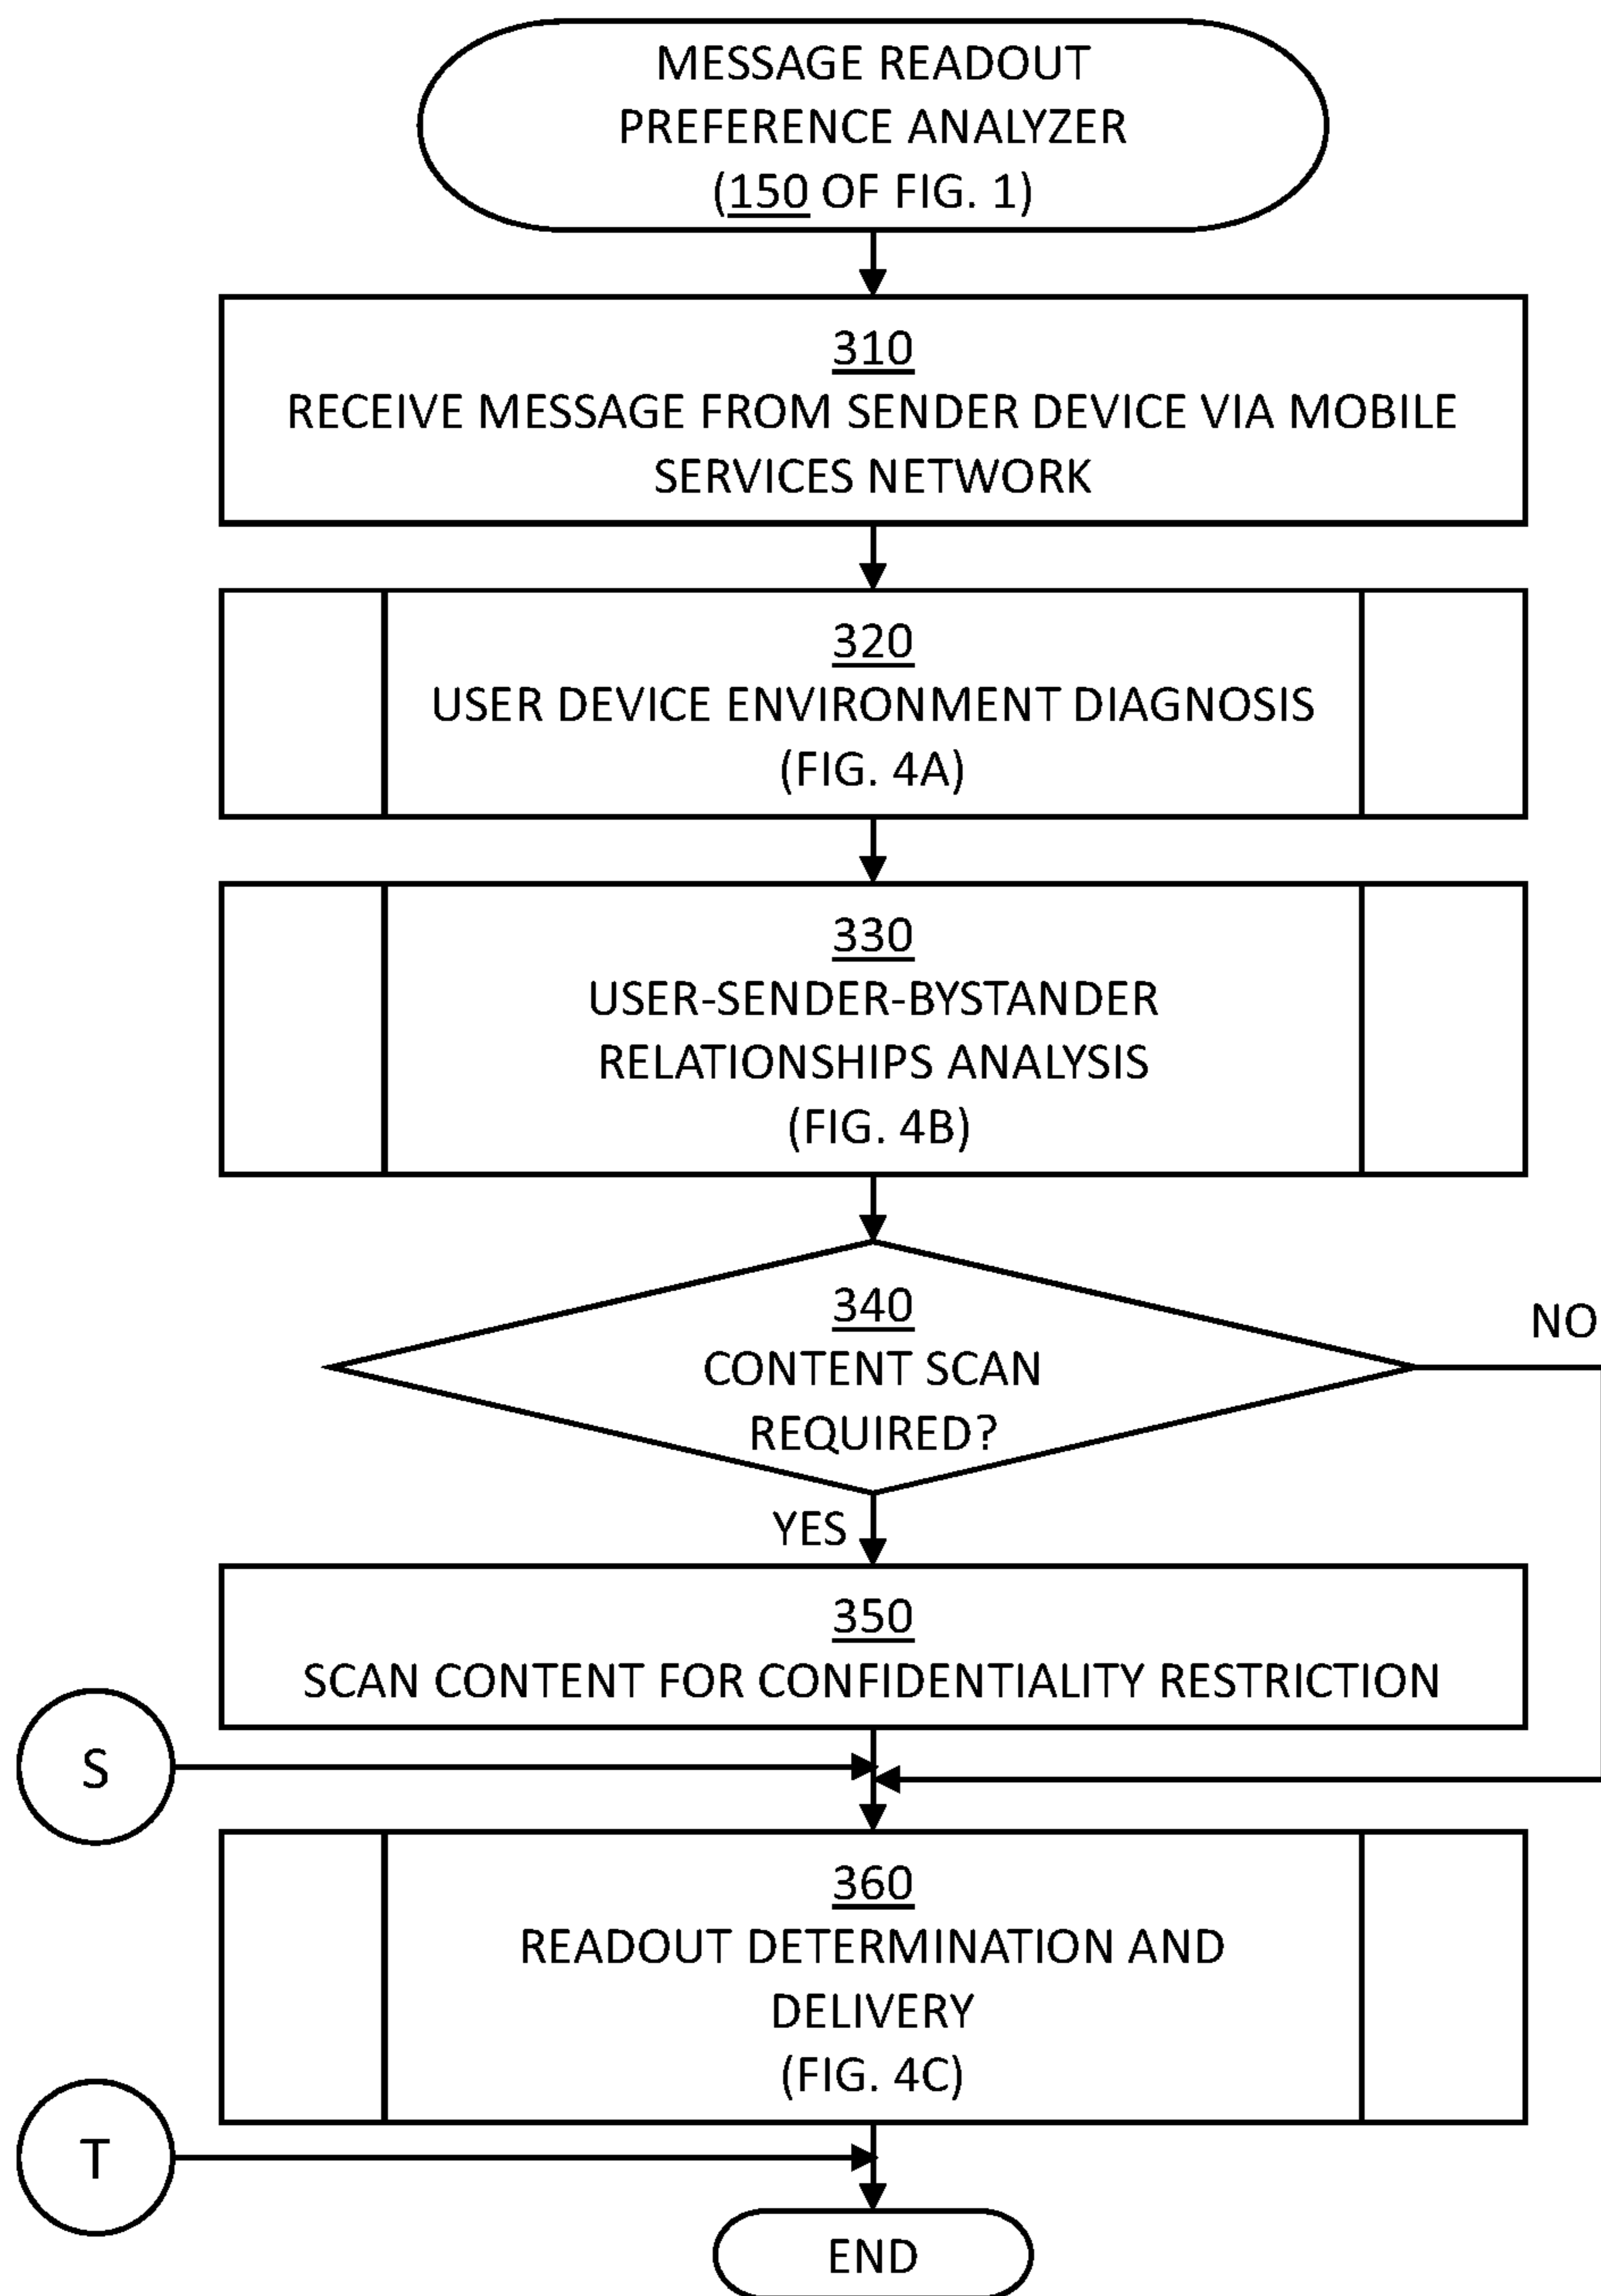 MESSAGE READOUT
PREFERENCE ANALYZER
(150 OF FIG. 1)
310
RECEIVE MESSAGE FROM SENDER DEVICE VIA MOBILE
SERVICES NETWORK
320
USER DEVICE ENVIRONMENT DIAGNOSIS
(FIG. 4A)
330
USER-SENDER-BYSTANDER
RELATIONSHIPS ANALYSIS
(FIG. 4B)
340
CONTENT SCAN
REQUIRED?
NO
YES
350
SCAN CONTENT FOR CONFIDENTIALITY RESTRICTION
S
360
READOUT DETERMINATION AND
DELIVERY
(FIG. 4C)
T
END